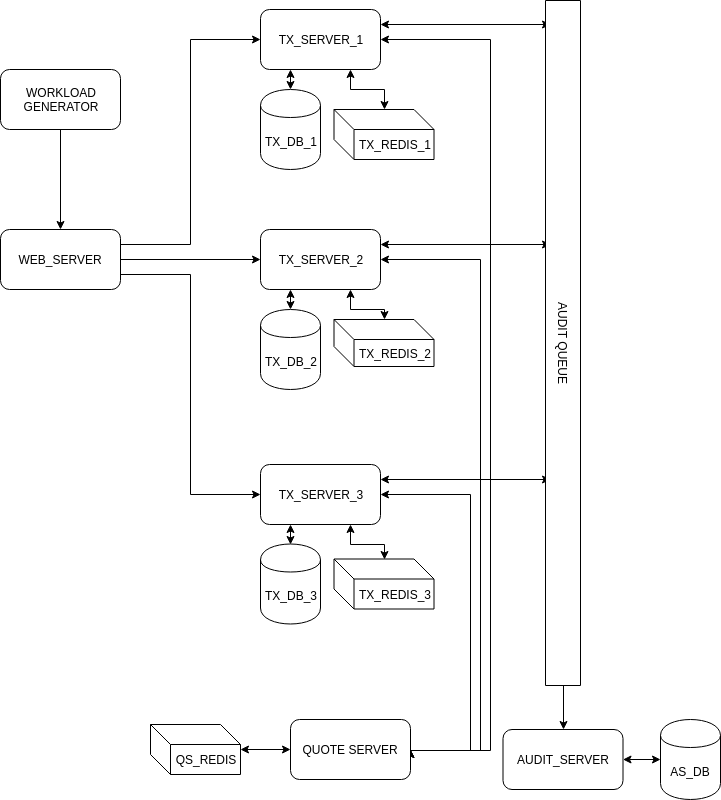 TX_SERVER_1
WORKLOAD
GENERATOR
TX_DB_1
TX_REDIS_1
WEB_SERVER
TX_SERVER_2
AUDIT QUEUE
TX_DB_2
TX_REDIS_2
TX_SERVER_3
TX_DB_3
TX_REDIS_3
QS_REDIS
QUOTE SERVER
AUDIT_SERVER
AS_DB